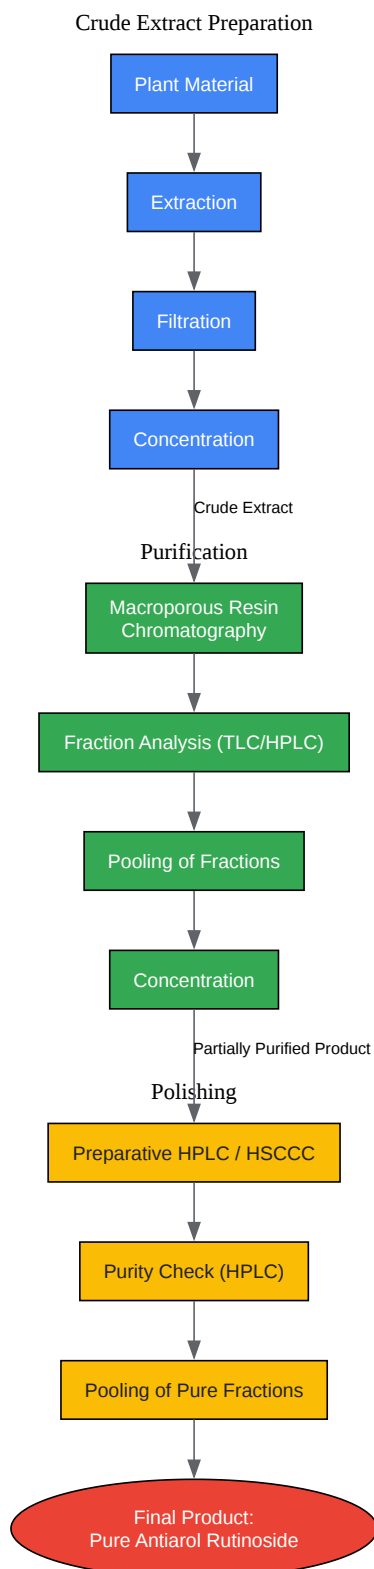 Crude Extract Preparation
Plant Material
Extraction
Filtration
Concentration
Crude Extract
Purification
Macroporous Resin
Chromatography
Fraction Analysis (TLC/HPLC)
Pooling of Fractions
Concentration
Partially Purified Product
Polishing
Preparative HPLC / HSCCC
Purity Check (HPLC)
Pooling of Pure Fractions
Final Product:
Pure Antiarol Rutinoside